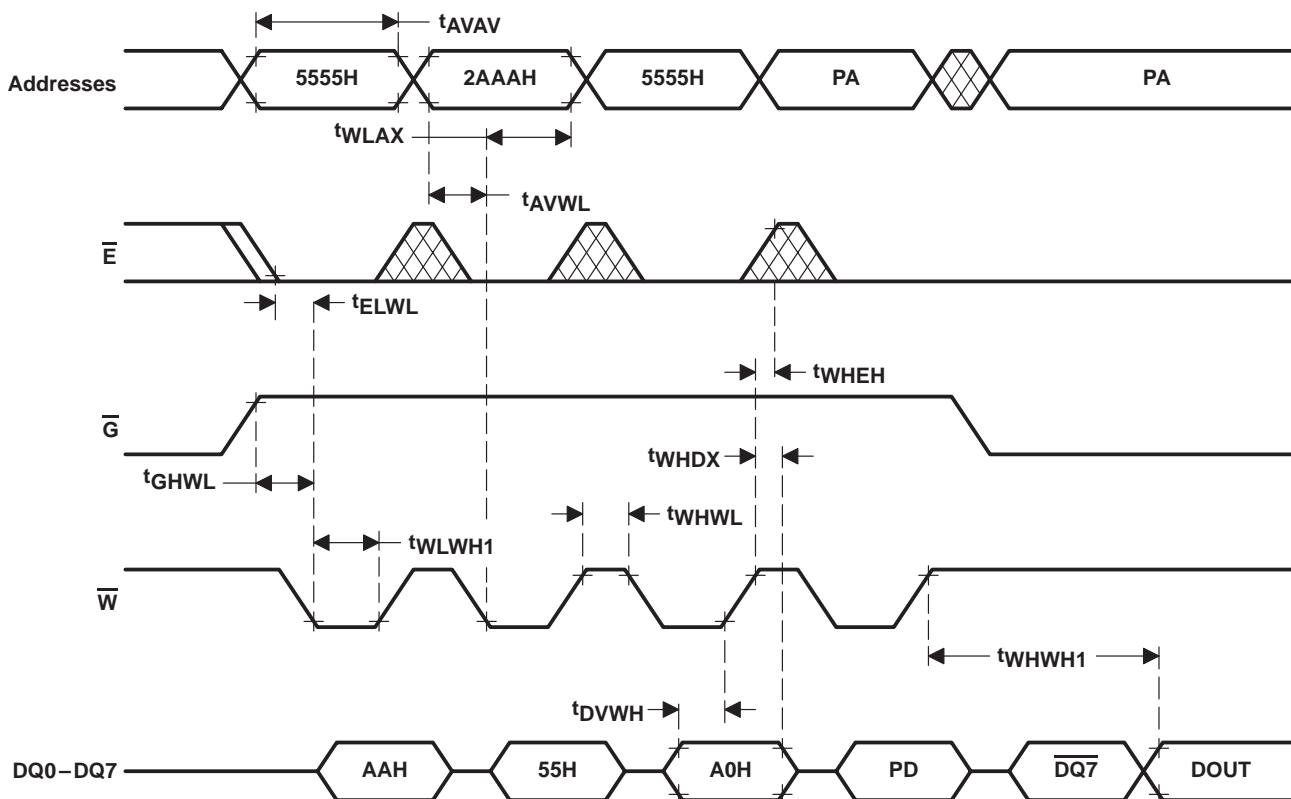 tAVAV
Addresses 5555H 2AAAH 5555H PA PA
tWLAX
tAVWL
E̅
tELWL
tWHEH
G̅
tWHDX
tGHWL
tWHWL
tWLWH1
W̅
tWHWH1
tDVWH
DQ0–DQ7 AAH 55H A0H PD D̅Q̅7̅ DOUT